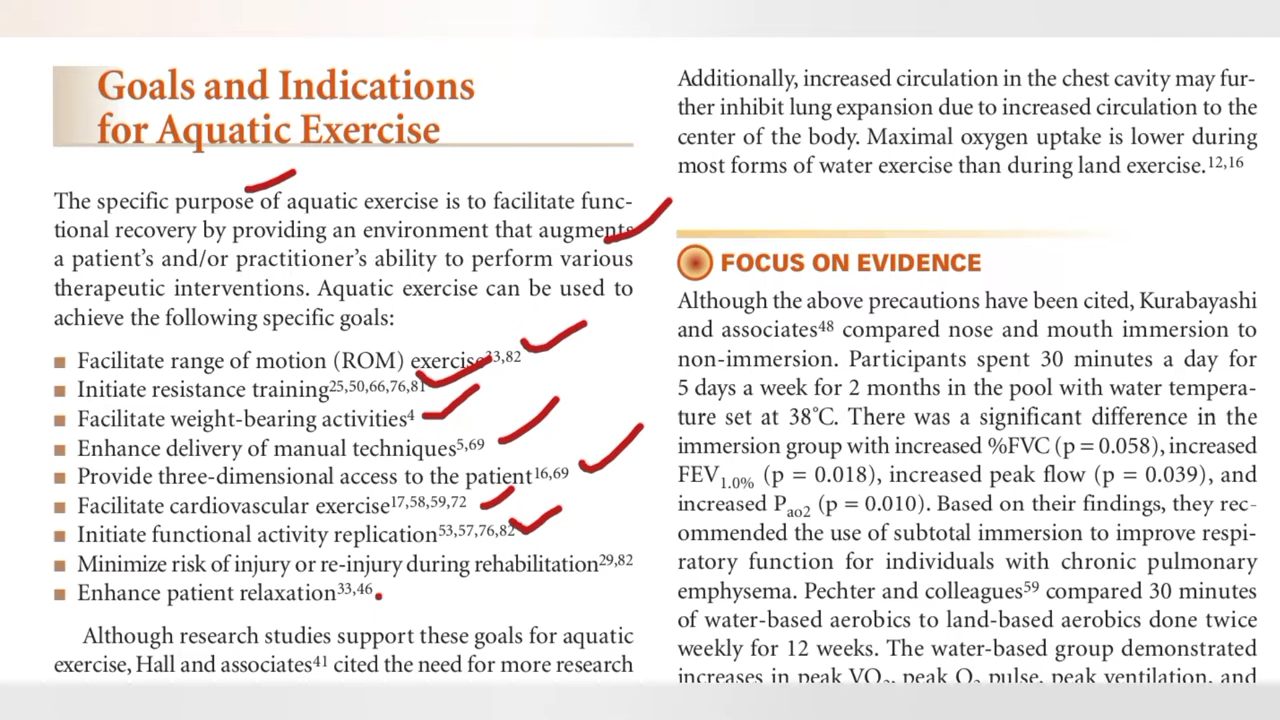 Goals and Indications
for Aquatic Exercise
The specific purpose of aquatic exercise is to facilitate func-
tional recovery by providing an environment that augments
a patient's and/or practitioner's ability to perform various
therapeutic interventions. Aquatic exercise can be used to
achieve the following specific goals:
■ Facilitate range of motion (ROM) exercise33,82
■ Initiate resistance training25,50,66,76,81
■ Facilitate weight-bearing activities4
■ Enhance delivery of manual techniques5,69
■ Provide three-dimensional access to the patient16,69
■ Facilitate cardiovascular exercise17,58,59,72
■ Initiate functional activity replication53,57,76,82
■ Minimize risk of injury or re-injury during rehabilitation29,82
■ Enhance patient relaxation33,46
Although research studies support these goals for aquatic
exercise, Hall and associates41 cited the need for more research
Additionally, increased circulation in the chest cavity may fur-
ther inhibit lung expansion due to increased circulation to the
center of the body. Maximal oxygen uptake is lower during
most forms of water exercise than during land exercise.12,16
FOCUS ON EVIDENCE
Although the above precautions have been cited, Kurabayashi
and associates48 compared nose and mouth immersion to
non-immersion. Participants spent 30 minutes a day for
5 days a week for 2 months in the pool with water tempera-
ture set at 38°C. There was a significant difference in the
immersion group with increased %FVC (p = 0.058), increased
FEV1.0% (p = 0.018), increased peak flow (p = 0.039), and
increased Pao2 (p = 0.010). Based on their findings, they rec-
ommended the use of subtotal immersion to improve respi-
ratory function for individuals with chronic pulmonary
emphysema. Pechter and colleagues59 compared 30 minutes
of water-based aerobics to land-based aerobics done twice
weekly for 12 weeks. The water-based group demonstrated
increases in peak VO2, peak O2 pulse, peak ventilation, and